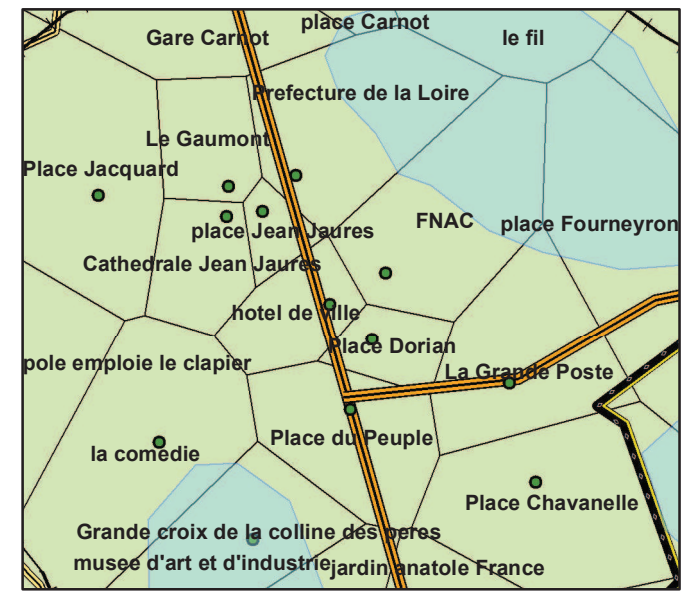 place Carnot
Gare Carnot
le fil
Prefecture de la Loire
Le Gaumont
Place Jacquard
FNAC
place Fourneyron
place Jean Jaures
Cathedrale Jean Jaures
hotel de ville
Place Dorian
pole emploie le clapier
La Grande Poste
Place du Peuple
la comedie
Place Chavanelle
Grande croix de la colline des peres
musee d'art et d'industrie
jardin anatole France